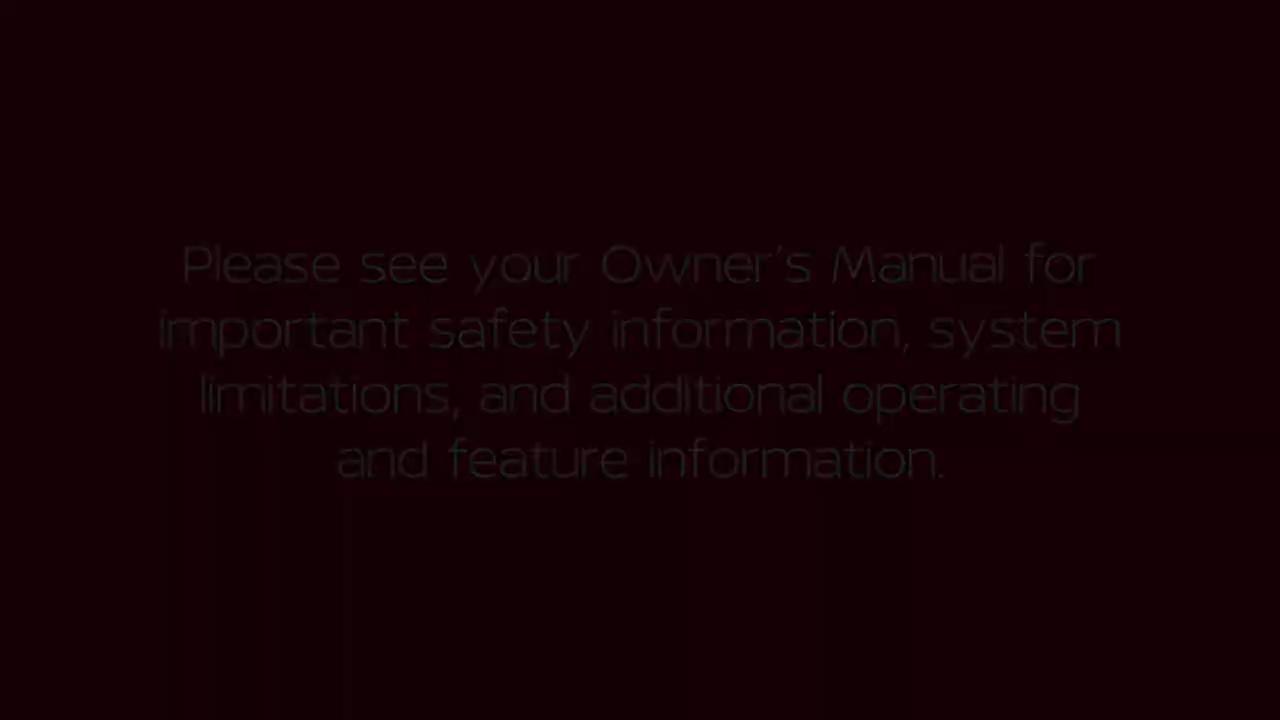 Please see your Owner's Manual for
important safety information, system
limitations, and additional operating
and feature information.